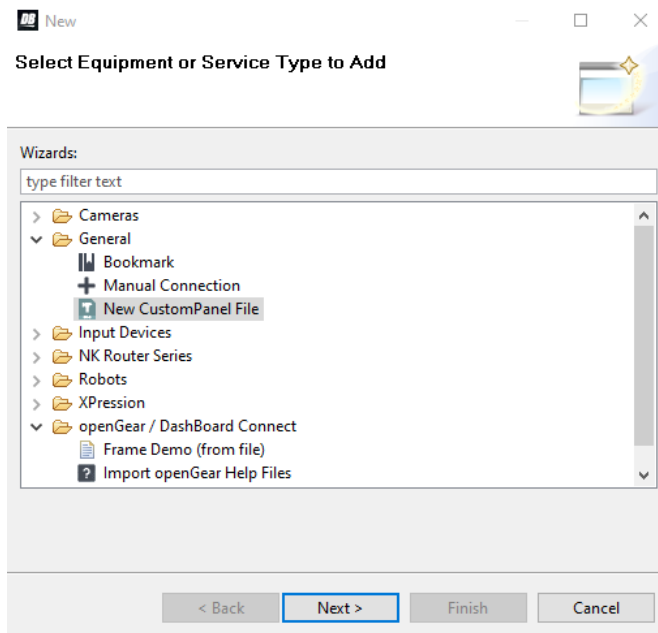 DB New
Select Equipment or Service Type to Add
Wizards:
type filter text
Cameras
General
Bookmark
Manual Connection
New CustomPanel File
Input Devices
NK Router Series
Robots
XPression
openGear / DashBoard Connect
Frame Demo (from file)
Import openGear Help Files
< Back Next > Finish Cancel